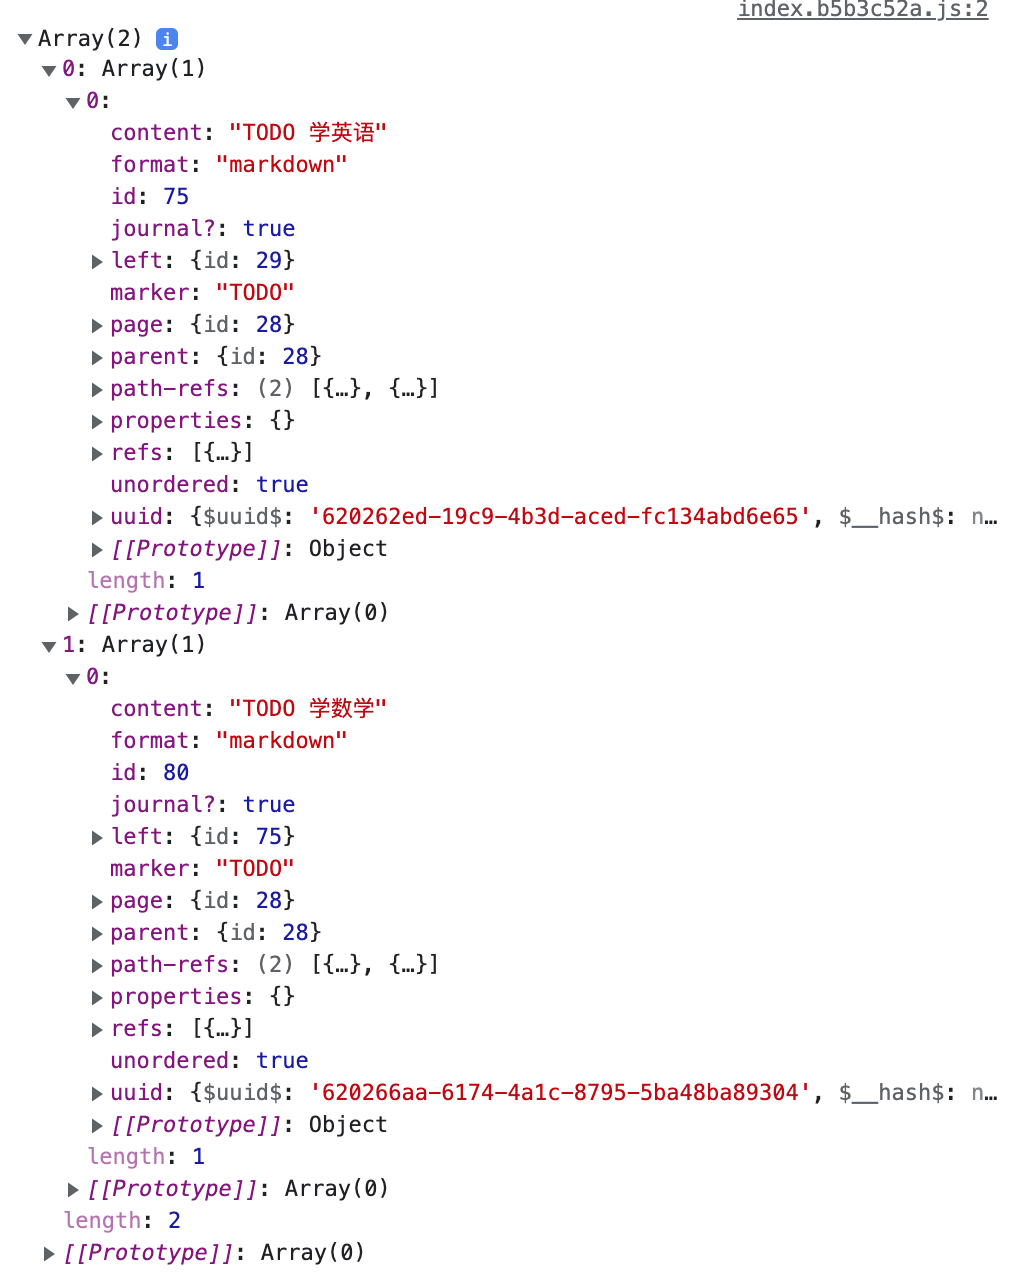 index.b5b3c52a.js:2
Array(2) i
0: Array(1)
0:
content: "TODO 学英语"
format: "markdown"
id: 75
journal?: true
left: {id: 29}
marker: "TODO"
page: {id: 28}
parent: {id: 28}
path-refs: (2) [{…}, {…}]
properties: {}
refs: [{…}]
unordered: true
uuid: {$uuid$: '620262ed-19c9-4b3d-aced-fc134abd6e65', $__hash$: n…
[[Prototype]]: Object
length: 1
[[Prototype]]: Array(0)
1: Array(1)
0:
content: "TODO 学数学"
format: "markdown"
id: 80
journal?: true
left: {id: 75}
marker: "TODO"
page: {id: 28}
parent: {id: 28}
path-refs: (2) [{…}, {…}]
properties: {}
refs: [{…}]
unordered: true
uuid: {$uuid$: '620266aa-6174-4a1c-8795-5ba48ba89304', $__hash$: n…
[[Prototype]]: Object
length: 1
[[Prototype]]: Array(0)
length: 2
[[Prototype]]: Array(0)